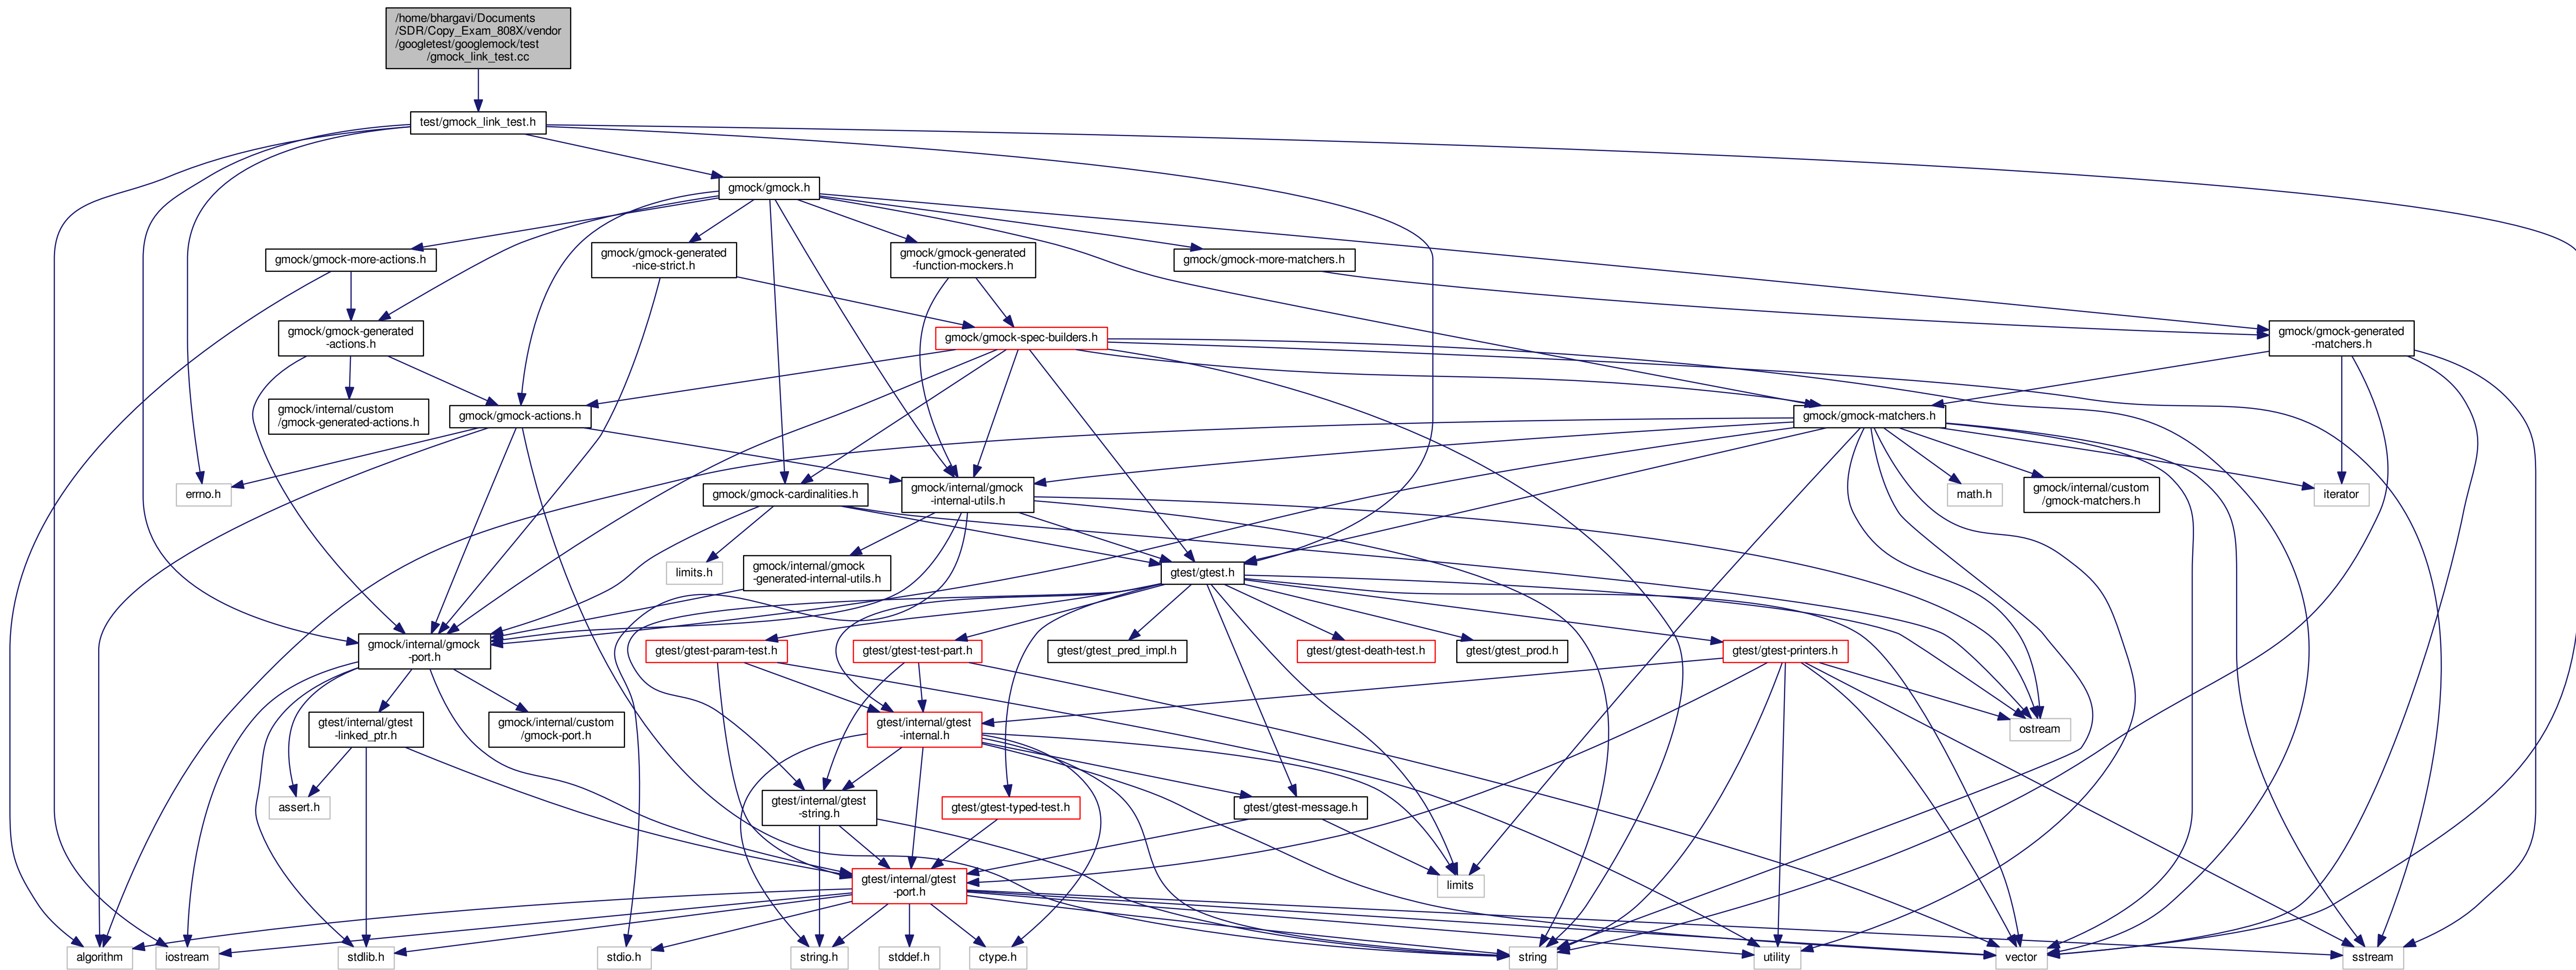 /home/bhargavi/Documents
/SDR/Copy_Exam_808X/vendor
/googletest/googlemock/test
/gmock_link_test.cc
test/gmock_link_test.h
gmock/gmock.h
gmock/gmock-more-actions.h
gmock/gmock-generated
-nice-strict.h
gmock/gmock-generated
-function-mockers.h
gmock/gmock-more-matchers.h
gmock/gmock-generated
-actions.h
gmock/gmock-spec-builders.h
gmock/gmock-generated
-matchers.h
gmock/internal/custom
/gmock-generated-actions.h
gmock/gmock-actions.h
gmock/gmock-matchers.h
errno.h
gmock/gmock-cardinalities.h
gmock/internal/gmock
-internal-utils.h
math.h
gmock/internal/custom
/gmock-matchers.h
iterator
limits.h
gmock/internal/gmock
-generated-internal-utils.h
gtest/gtest.h
gmock/internal/gmock
-port.h
gtest/gtest-param-test.h
gtest/gtest-test-part.h
gtest/gtest_pred_impl.h
gtest/gtest-death-test.h
gtest/gtest_prod.h
gtest/gtest-printers.h
gtest/internal/gtest
-linked_ptr.h
gmock/internal/custom
/gmock-port.h
gtest/internal/gtest
-internal.h
ostream
assert.h
gtest/internal/gtest
-string.h
gtest/gtest-typed-test.h
gtest/gtest-message.h
gtest/internal/gtest
-port.h
limits
algorithm
iostream
stdlib.h
stdio.h
string.h
stddef.h
ctype.h
string
utility
vector
sstream